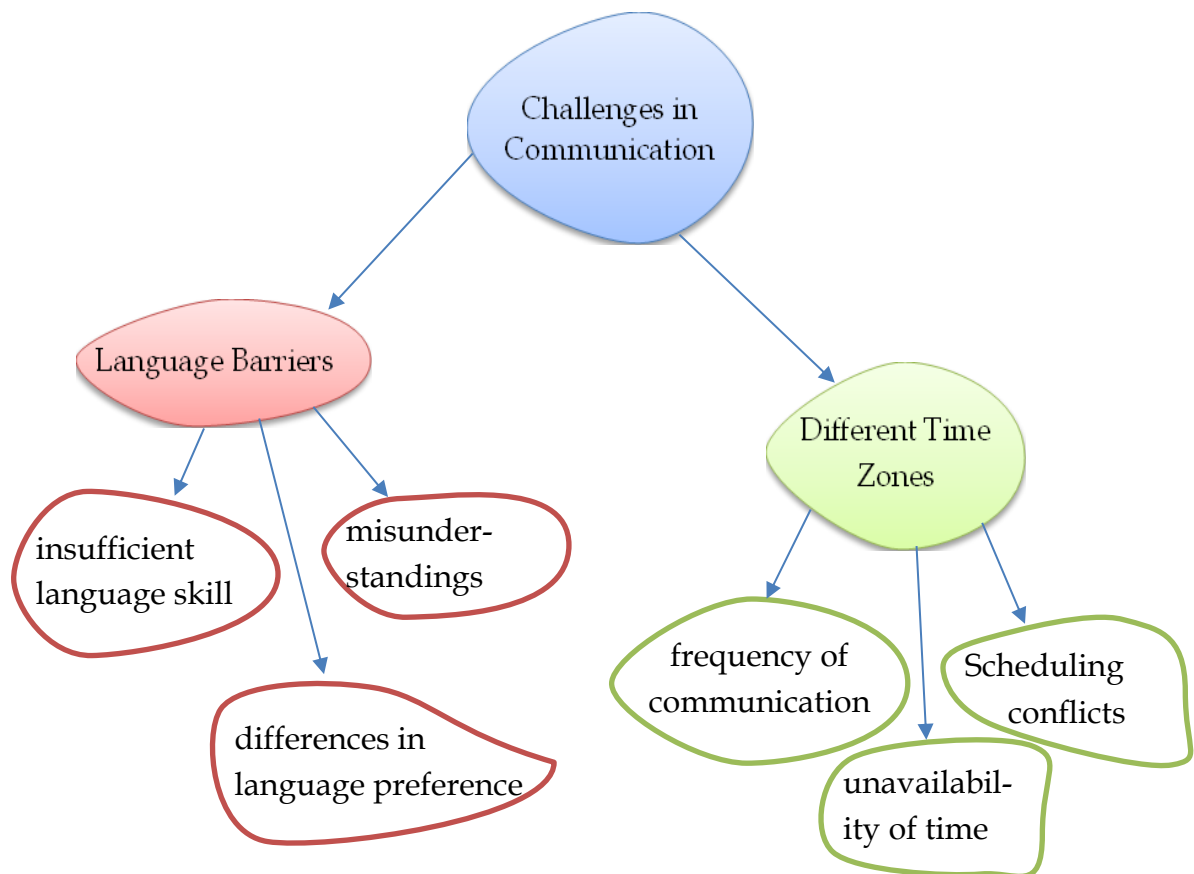 Challenges in
Communication
Language Barriers
Different Time
Zones
insufficient
language skill
misunder-
standings
differences in
language preference
frequency of
communication
Scheduling
conflicts
unavailabil-
ity of time